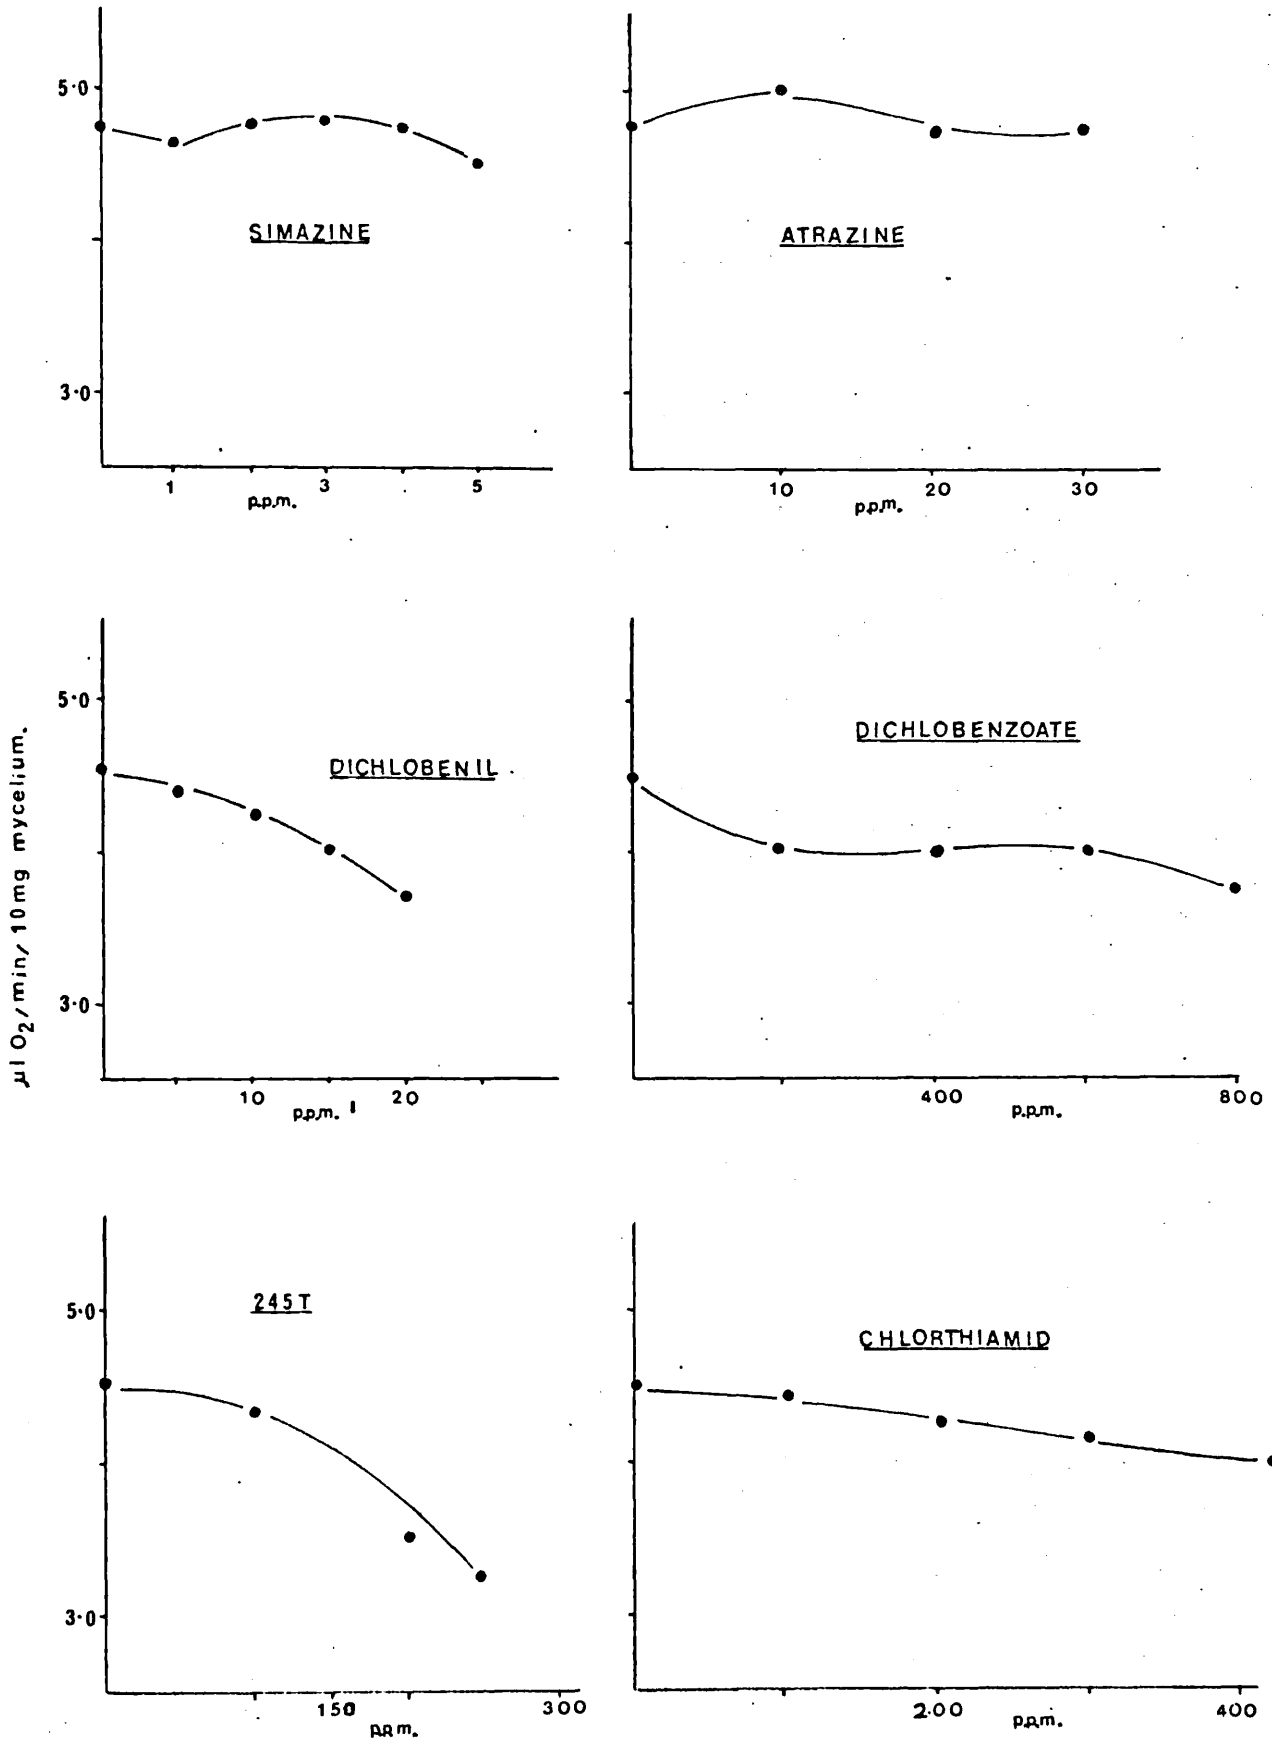 5·0
3·0
SIMAZINE
1 3 5
p.p.m.
ATRAZINE
10 20 30
p.p.m.
µl O₂/min/10mg mycelium.
5·0
3·0
DICHLOBENIL
10 20
p.p.m.
DICHLOBENZOATE
400 800
p.p.m.
5·0
3·0
245T
150 300
p.p.m.
CHLORTHIAMID
200 400
p.p.m.